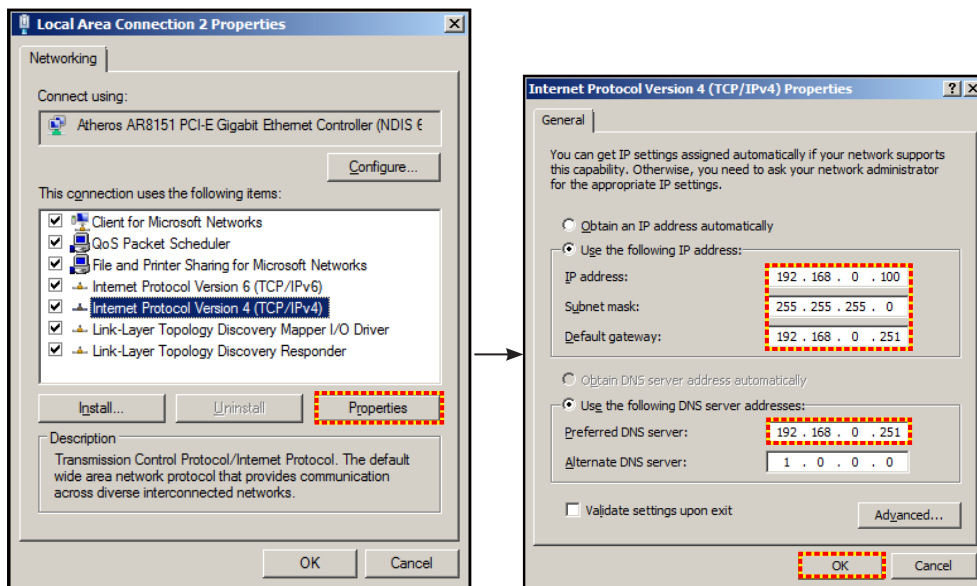 Local Area Connection 2 Properties
Networking
Connect using:
Atheros AR8151 PCI-E Gigabit Ethernet Controller (NDIS 6
Configure...
This connection uses the following items:
Client for Microsoft Networks
QoS Packet Scheduler
File and Printer Sharing for Microsoft Networks
Internet Protocol Version 6 (TCP/IPv6)
Internet Protocol Version 4 (TCP/IPv4)
Link-Layer Topology Discovery Mapper I/O Driver
Link-Layer Topology Discovery Responder
Install... Uninstall Properties
Description
Transmission Control Protocol/Internet Protocol. The default
wide area network protocol that provides communication
across diverse interconnected networks.
OK Cancel
Internet Protocol Version 4 (TCP/IPv4) Properties
General
You can get IP settings assigned automatically if your network supports
this capability. Otherwise, you need to ask your network administrator
for the appropriate IP settings.
Obtain an IP address automatically
Use the following IP address:
IP address: 192 . 168 . 0 . 100
Subnet mask: 255 . 255 . 255 . 0
Default gateway: 192 . 168 . 0 . 251
Obtain DNS server address automatically
Use the following DNS server addresses:
Preferred DNS server: 192 . 168 . 0 . 251
Alternate DNS server: 1 . 0 . 0 . 0
Validate settings upon exit
Advanced...
OK Cancel